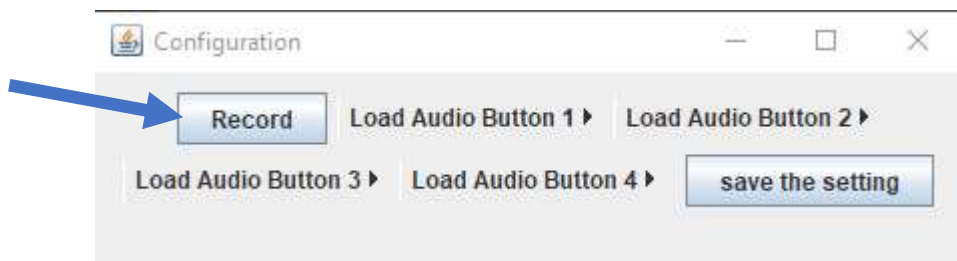 Configuration
Record Load Audio Button 1 Load Audio Button 2
Load Audio Button 3 Load Audio Button 4 save the setting